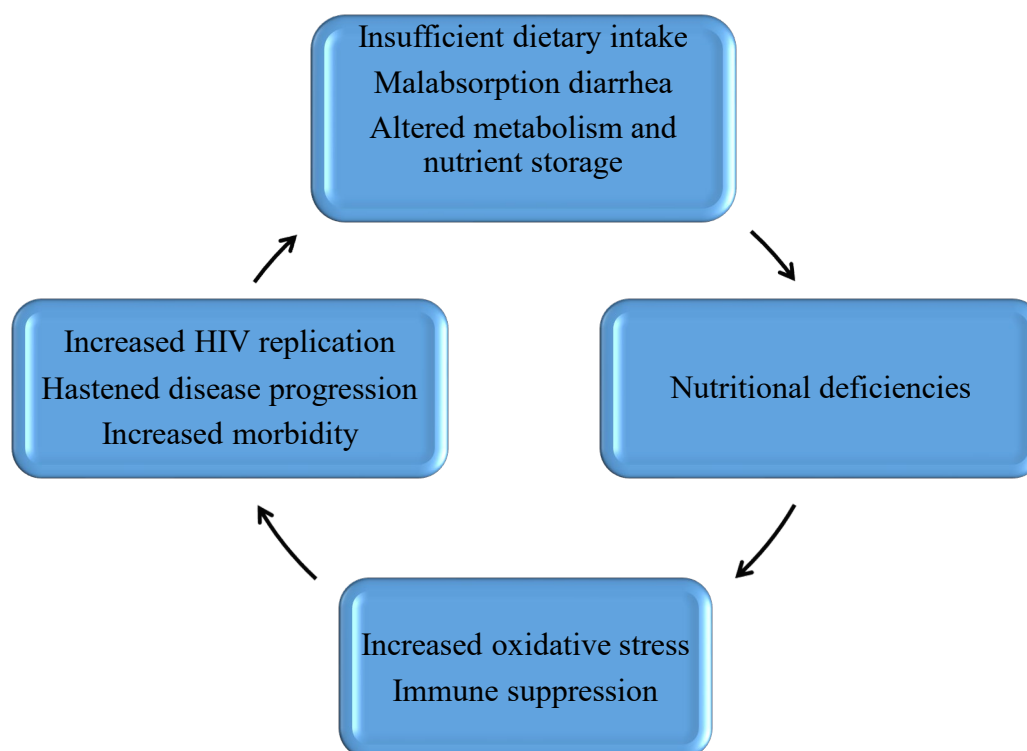 Insufficient dietary intake
Malabsorption diarrhea
Altered metabolism and
nutrient storage
Increased HIV replication
Hastened disease progression
Increased morbidity
Nutritional deficiencies
Increased oxidative stress
Immune suppression